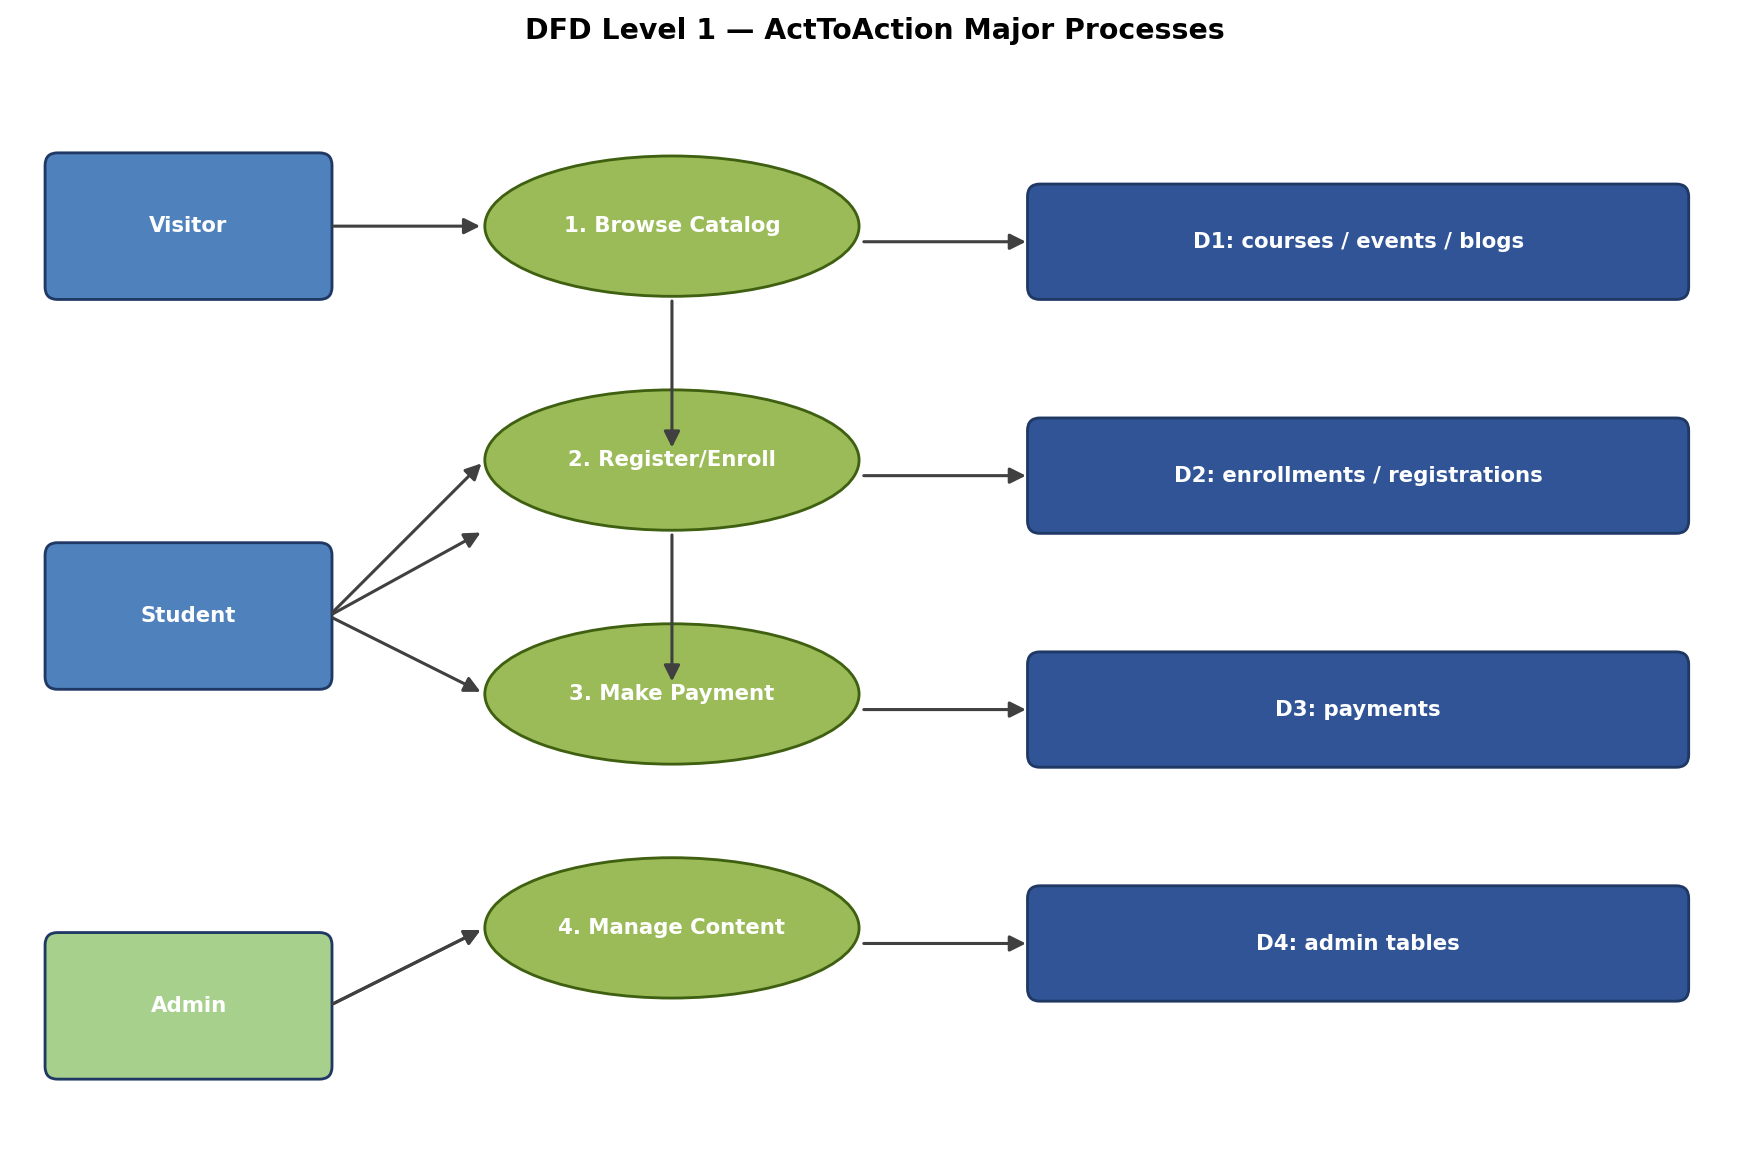 DFD Level 1 — ActToAction Major Processes
Visitor
1. Browse Catalog
D1: courses / events / blogs
2. Register/Enroll
D2: enrollments / registrations
Student
3. Make Payment
D3: payments
4. Manage Content
D4: admin tables
Admin